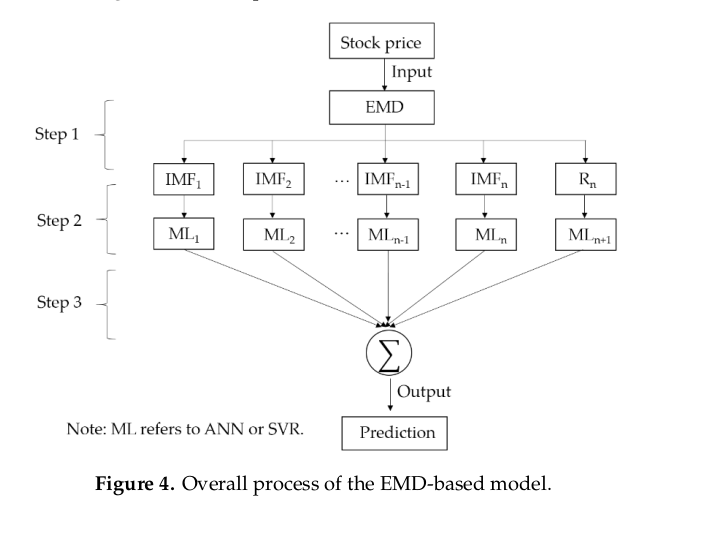 Stock price
Input
EMD
Step 1
IMF1 IMF2 ... IMFn-1 IMFn Rn
Step 2
ML1 ML2 ... MLn-1 MLn MLn+1
Step 3
∑
Output
Note: ML refers to ANN or SVR.
Prediction
Figure 4. Overall process of the EMD-based model.